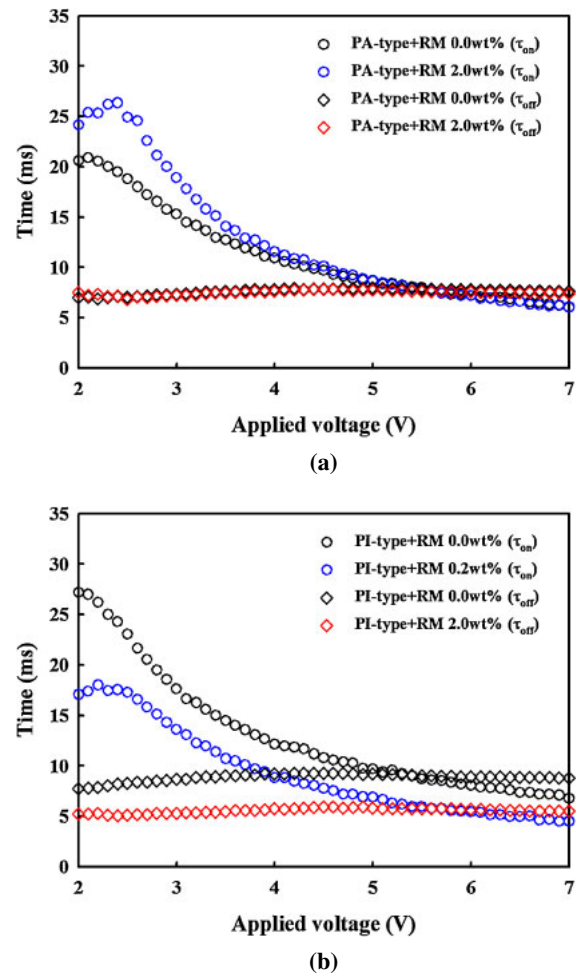 35
30
25
20
15
10
5
0
Time (ms)
PA-type+RM 0.0wt% (τon)
PA-type+RM 2.0wt% (τon)
PA-type+RM 0.0wt% (τoff)
PA-type+RM 2.0wt% (τoff)
2 3 4 5 6 7
Applied voltage (V)
(a)
35
30
25
20
15
10
5
0
Time (ms)
PI-type+RM 0.0wt% (τon)
PI-type+RM 0.2wt% (τon)
PI-type+RM 0.0wt% (τoff)
PI-type+RM 2.0wt% (τoff)
2 3 4 5 6 7
Applied voltage (V)
(b)